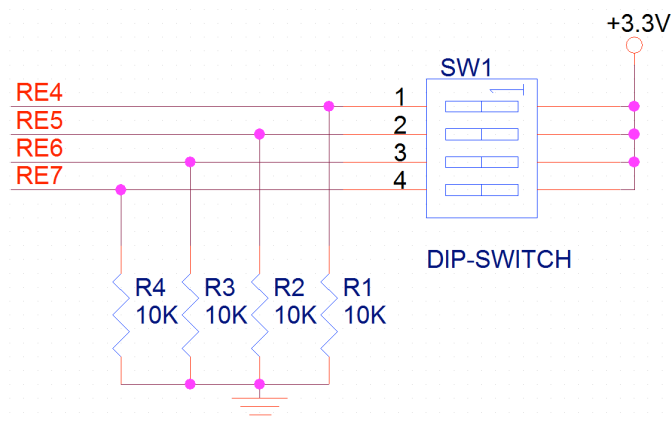 +3.3V
SW1
RE4
1
RE5
2
RE6
3
RE7
4
DIP-SWITCH
R4 R3 R2 R1
10K 10K 10K 10K